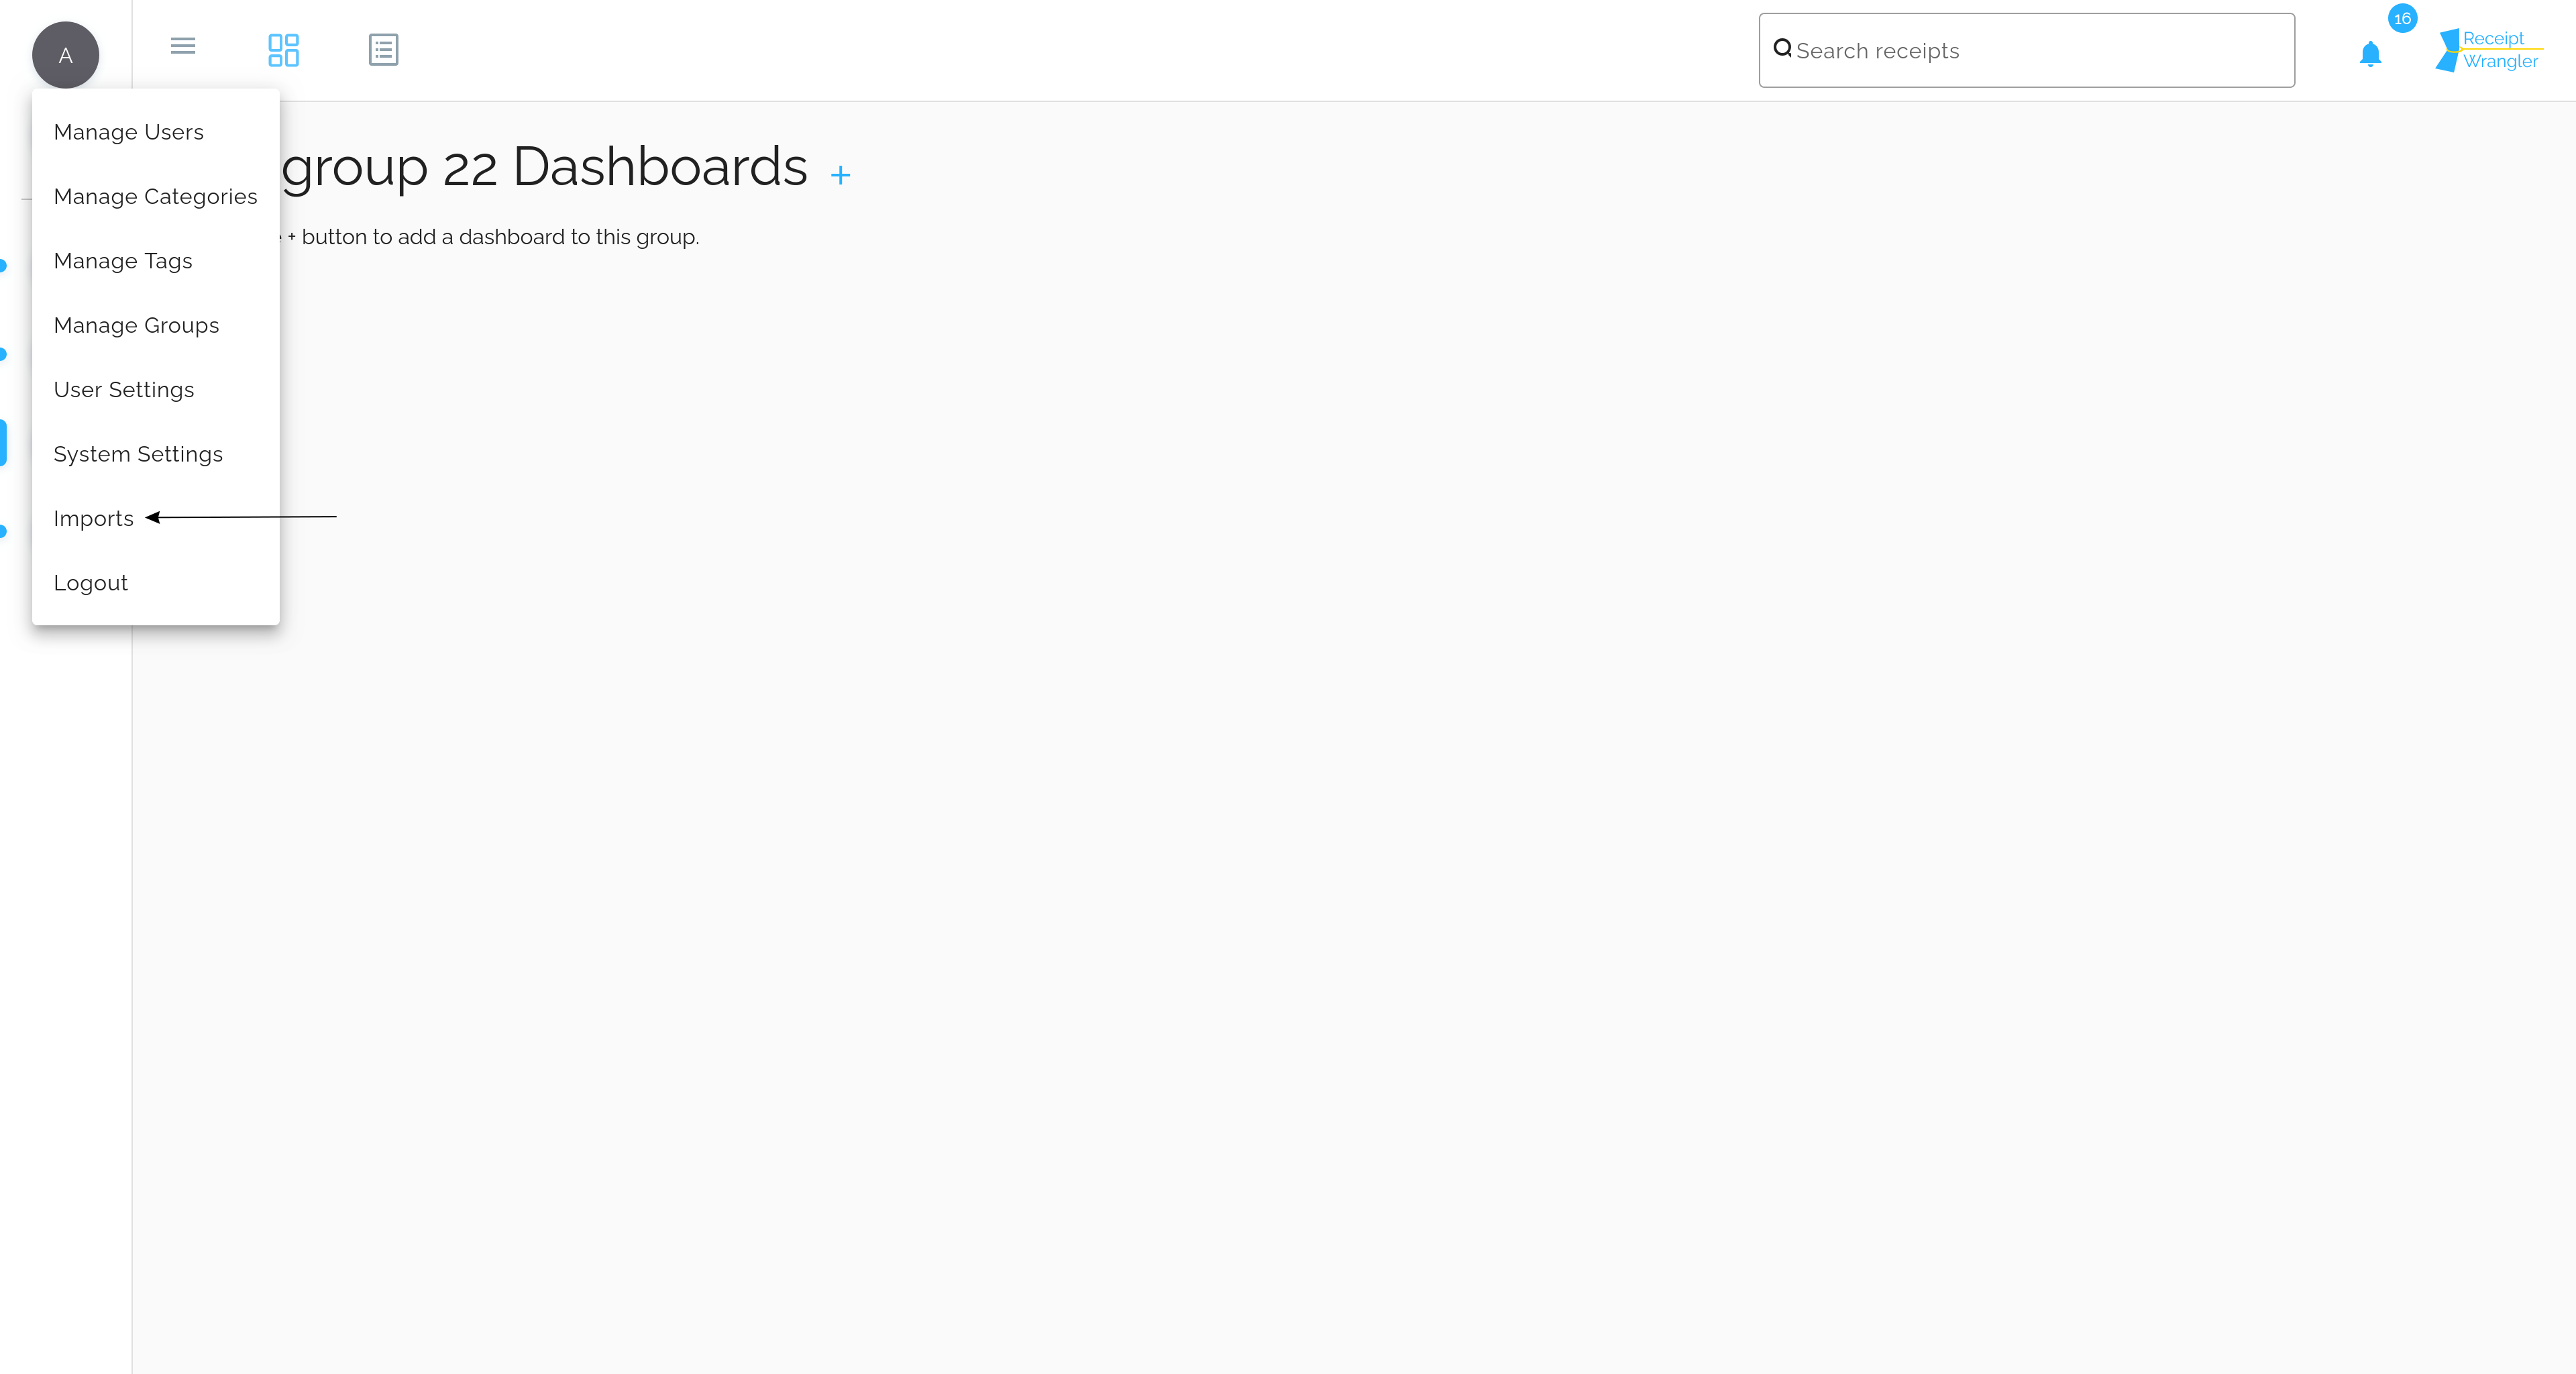 A
Search receipts
16
Receipt
Wrangler
Manage Users
Manage Categories
Manage Tags
Manage Groups
User Settings
System Settings
Imports
Logout
group 22 Dashboards +
+ button to add a dashboard to this group.